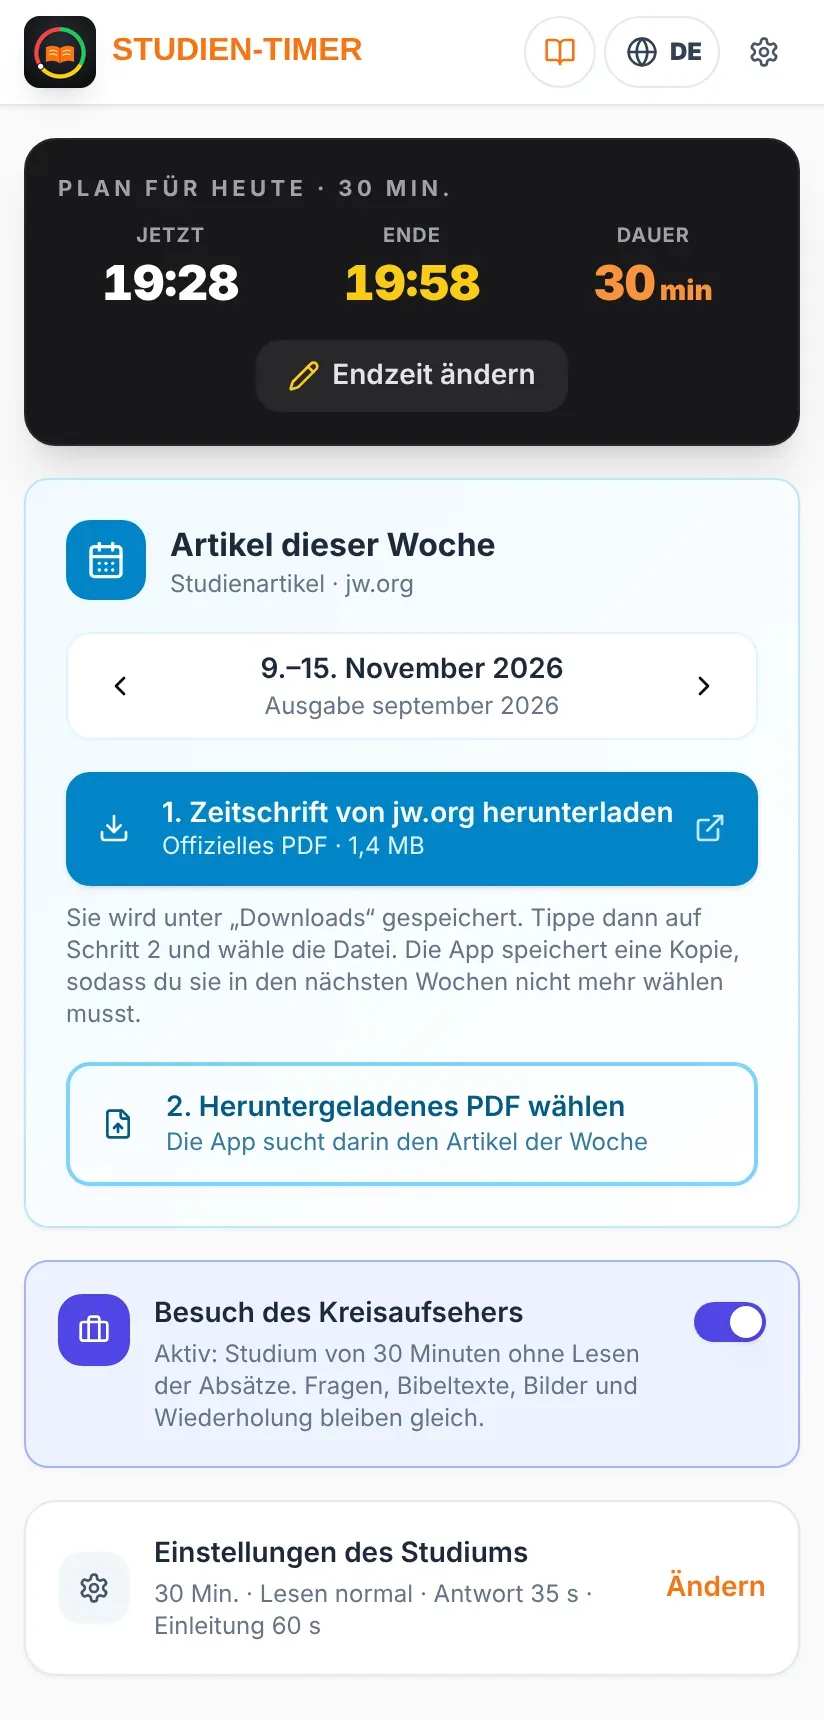 STUDIEN-TIMER
DE
PLAN FÜR HEUTE · 30 MIN.
JETZT
19:28
ENDE
19:58
DAUER
30 min
Endzeit ändern
Artikel dieser Woche
Studienartikel · jw.org
9.–15. November 2026
Ausgabe september 2026
1. Zeitschrift von jw.org herunterladen
Offizielles PDF · 1,4 MB
Sie wird unter „Downloads“ gespeichert. Tippe dann auf
Schritt 2 und wähle die Datei. Die App speichert eine Kopie,
sodass du sie in den nächsten Wochen nicht mehr wählen
musst.
2. Heruntergeladenes PDF wählen
Die App sucht darin den Artikel der Woche
Besuch des Kreisaufsehers
Aktiv: Studium von 30 Minuten ohne Lesen
der Absätze. Fragen, Bibeltexte, Bilder und
Wiederholung bleiben gleich.
Einstellungen des Studiums
30 Min. · Lesen normal · Antwort 35 s ·
Einleitung 60 s
Ändern